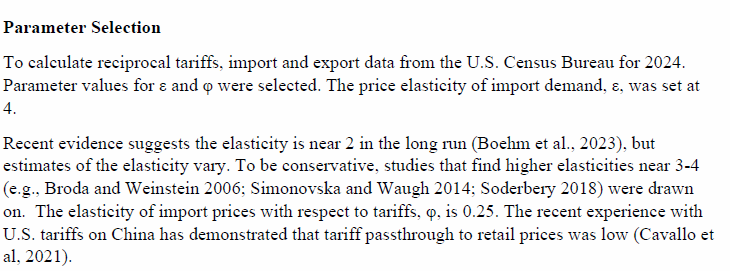 Parameter Selection
To calculate reciprocal tariffs, import and export data from the U.S. Census Bureau for 2024.
Parameter values for ε and φ were selected. The price elasticity of import demand, ε, was set at
4.
Recent evidence suggests the elasticity is near 2 in the long run (Boehm et al., 2023), but
estimates of the elasticity vary. To be conservative, studies that find higher elasticities near 3-4
(e.g., Broda and Weinstein 2006; Simonovska and Waugh 2014; Soderbery 2018) were drawn
on.  The elasticity of import prices with respect to tariffs, φ, is 0.25. The recent experience with
U.S. tariffs on China has demonstrated that tariff passthrough to retail prices was low (Cavallo et
al, 2021).